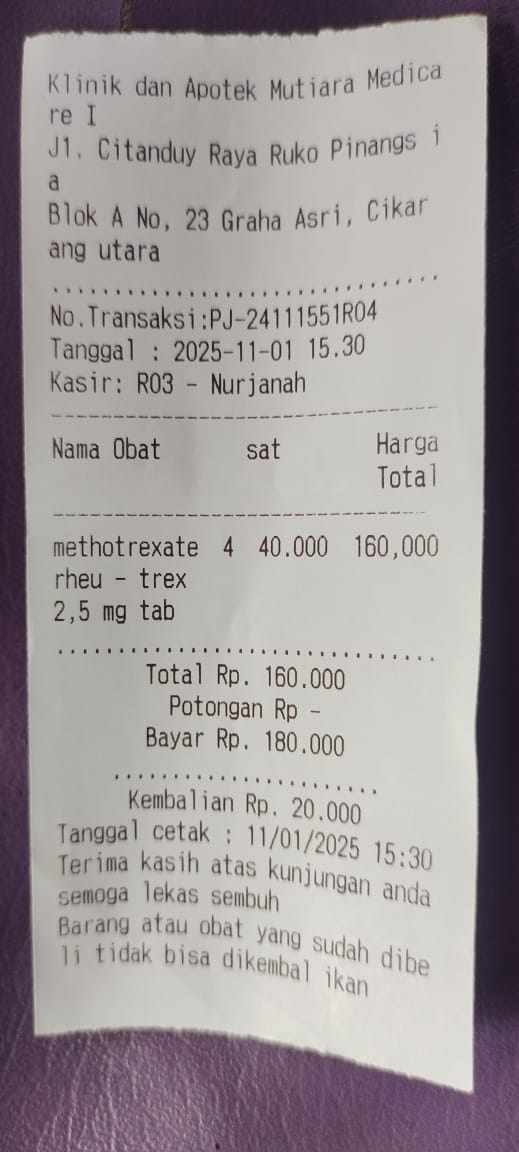 Klinik dan Apotek Mutiara Medica
re I
J1. Citanduy Raya Ruko Pinangs i
a
Blok A No, 23 Graha Asri, Cikar
ang utara
................................
No.Transaksi:PJ-24111551R04
Tanggal : 2025-11-01 15.30
Kasir: R03 - Nurjanah
--------------------------------
Nama Obat sat Harga
Total
--------------------------------
methotrexate 4 40.000 160,000
rheu - trex
2,5 mg tab
................................
Total Rp. 160.000
Potongan Rp -
Bayar Rp. 180.000
.......................
Kembalian Rp. 20.000
Tanggal cetak : 11/01/2025 15:30
Terima kasih atas kunjungan anda
semoga lekas sembuh
Barang atau obat yang sudah dibe
li tidak bisa dikembal ikan